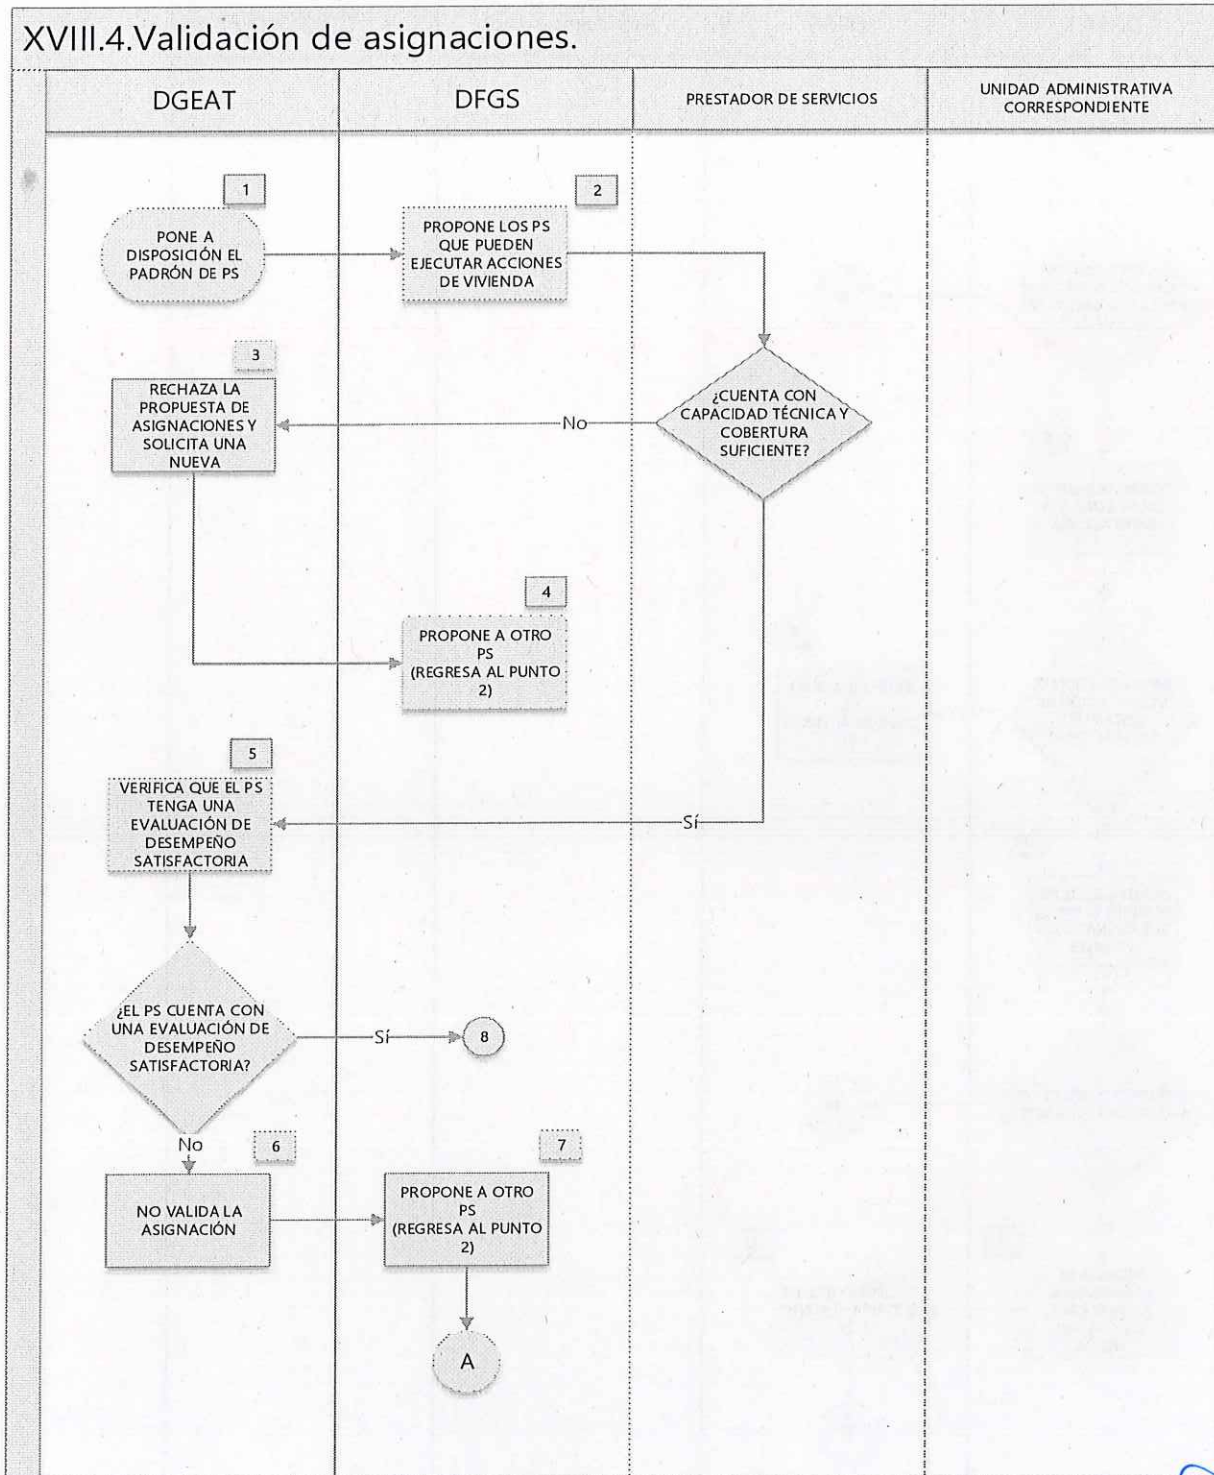 XVIII.4.Validación de asignaciones.
DGEAT
DFGS
PRESTADOR DE SERVICIOS
UNIDAD ADMINISTRATIVA
CORRESPONDIENTE
1
PONE A
DISPOSICIÓN EL
PADRÓN DE PS
2
PROPONE LOS PS
QUE PUEDEN
EJECUTAR ACCIONES
DE VIVIENDA
¿CUENTA CON
CAPACIDAD TÉCNICA Y
COBERTURA
SUFICIENTE?
No
3
RECHAZA LA
PROPUESTA DE
ASIGNACIONES Y
SOLICITA UNA
NUEVA
4
PROPONE A OTRO
PS
(REGRESA AL PUNTO
2)
Sí
5
VERIFICA QUE EL PS
TENGA UNA
EVALUACIÓN DE
DESEMPEÑO
SATISFACTORIA
¿EL PS CUENTA CON
UNA EVALUACIÓN DE
DESEMPEÑO
SATISFACTORIA?
Sí
8
No
6
NO VALIDA LA
ASIGNACIÓN
7
PROPONE A OTRO
PS
(REGRESA AL PUNTO
2)
A